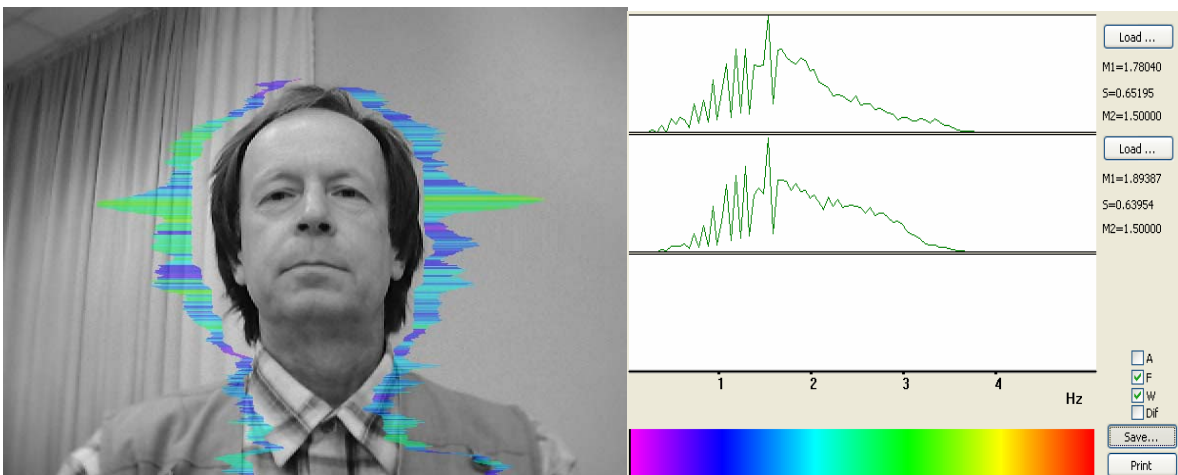 Load ...
M1=1.78040
S=0.65195
M2=1.50000
Load ...
M1=1.89387
S=0.63954
M2=1.50000
A
F
W
Dif
1 2 3 4
Hz
Save...
Print